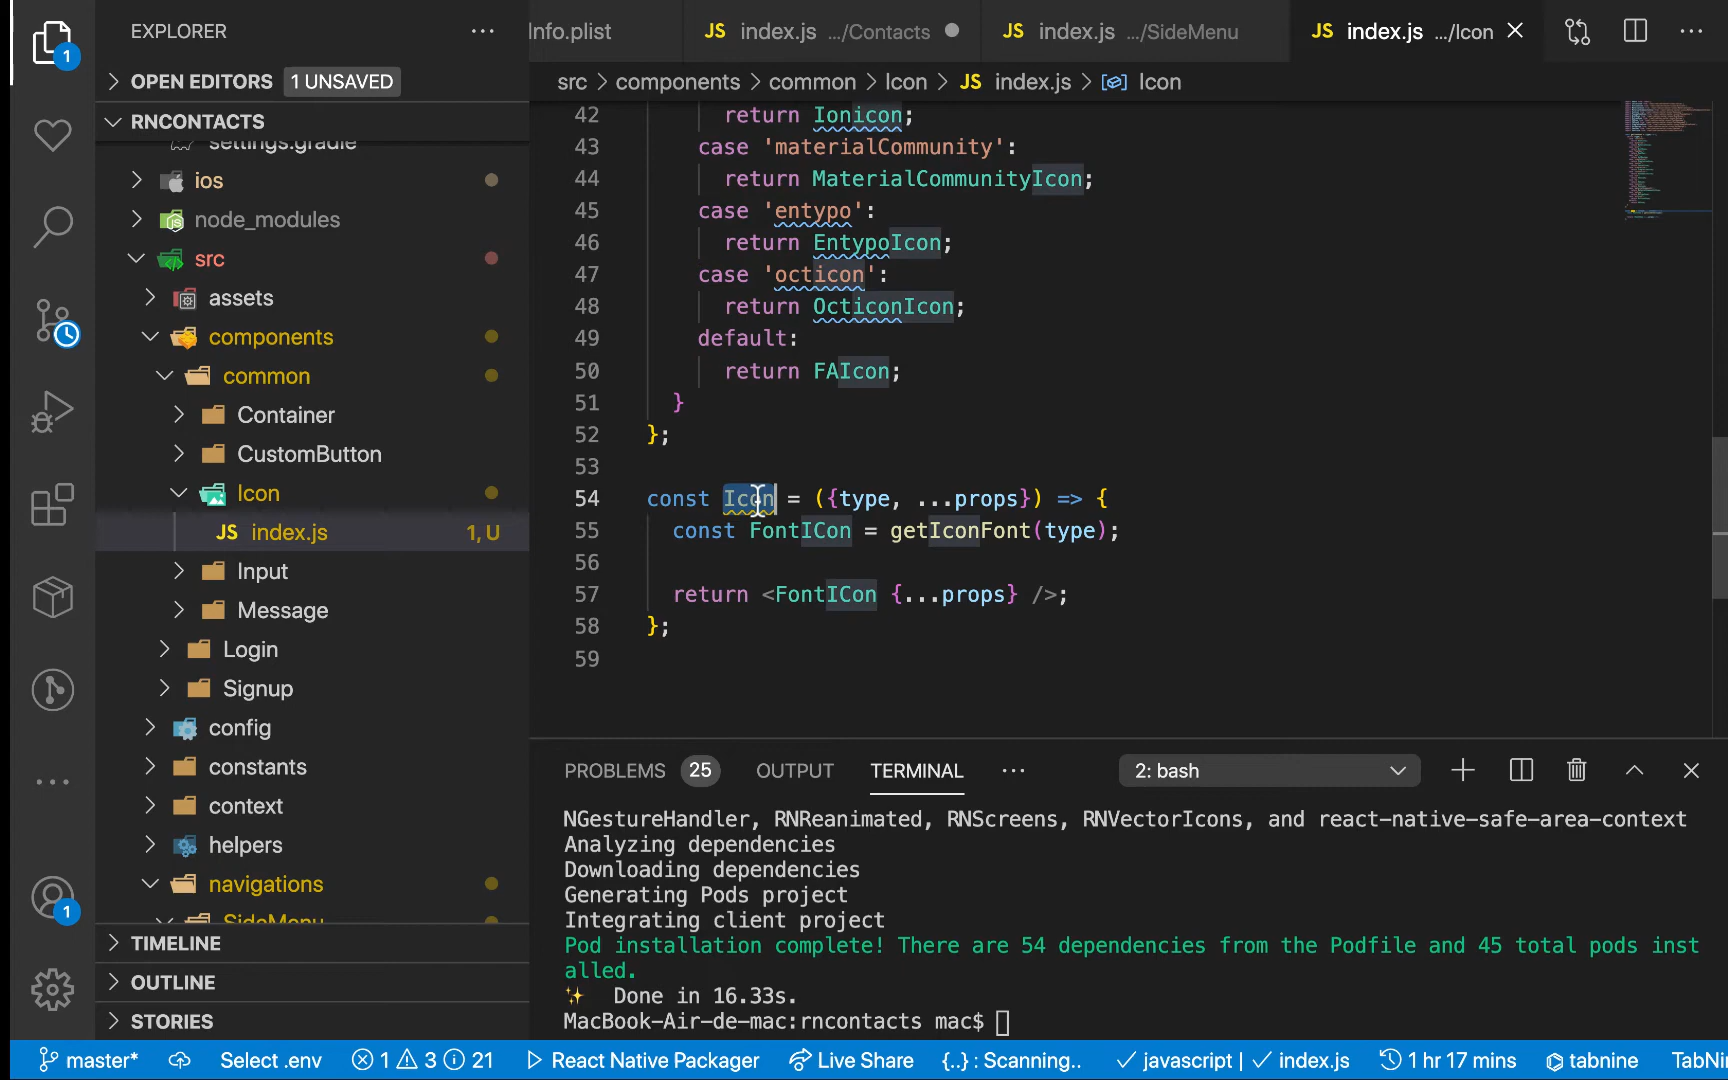 EXPLORER
OPEN EDITORS 1 UNSAVED
RNCONTACTS
settings.gradle
ios
node_modules
src
assets
components
common
Container
CustomButton
Icon
JS index.js 1, U
Input
Message
Login
Signup
config
constants
context
helpers
navigations
SideMenu
TIMELINE
OUTLINE
STORIES
1
1
Info.plist
JS index.js .../Contacts
JS index.js .../SideMenu
JS index.js .../Icon
src > components > common > Icon > JS index.js > Icon
42 return Ionicon;
43 case 'materialCommunity':
44 return MaterialCommunityIcon;
45 case 'entypo':
46 return EntypoIcon;
47 case 'octicon':
48 return OcticonIcon;
49 default:
50 return FAIcon;
51 }
52 };
53
54 const Icon = ({type, ...props}) => {
55 const FontICon = getIconFont(type);
56
57 return <FontICon {...props} />;
58 };
59
PROBLEMS 25 OUTPUT TERMINAL ... 2: bash
NGestureHandler, RNReanimated, RNScreens, RNVectorIcons, and react-native-safe-area-context
Analyzing dependencies
Downloading dependencies
Generating Pods project
Integrating client project
Pod installation complete! There are 54 dependencies from the Podfile and 45 total pods inst
alled.
✨ Done in 16.33s.
MacBook-Air-de-mac:rncontacts mac$
master* Select .env 1 3 21 React Native Packager Live Share {..} : Scanning.. javascript | index.js 1 hr 17 mins tabnine TabNin